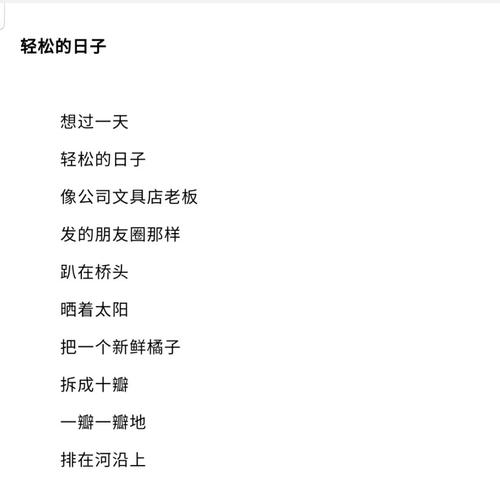 轻松的日子
想过一天
轻松的日子
像公司文具店老板
发的朋友圈那样
趴在桥头
晒着太阳
把一个新鲜橘子
拆成十瓣
一瓣一瓣地
排在河沿上